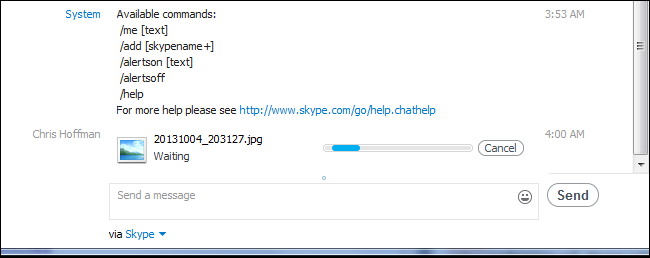 System Available commands: 3:53 AM
/me [text]
/add [skypename+]
/alertson [text]
/alertsoff
/help
For more help please see http://www.skype.com/go/help.chathelp
Chris Hoffman 20131004_203127.jpg 4:00 AM
Waiting Cancel
Send a message Send
via Skype